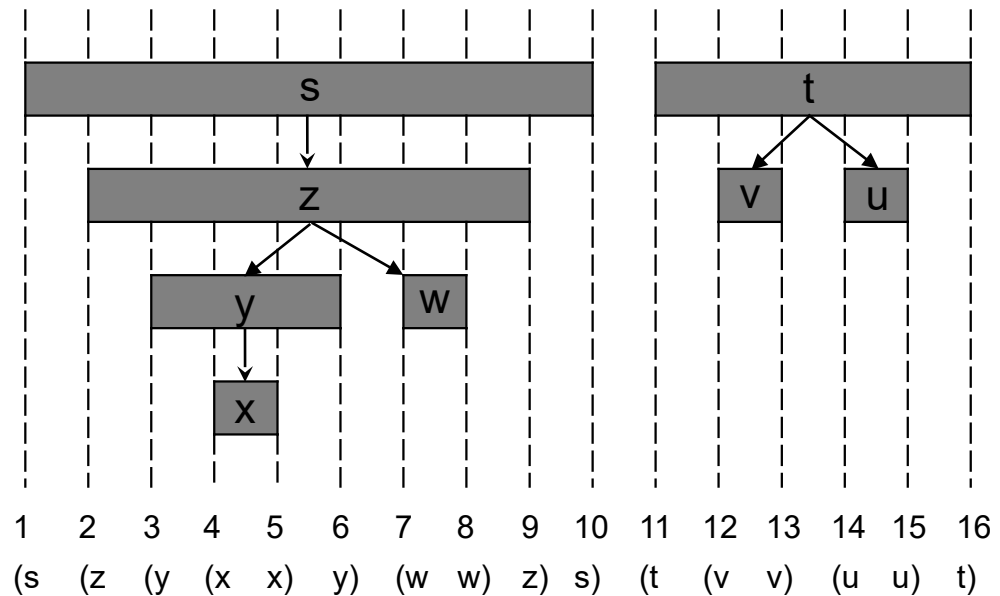 s t
z v u
y w
x
1 2 3 4 5 6 7 8 9 10 11 12 13 14 15 16
(s (z (y (x x) y) (w w) z) s) (t (v v) (u u) t)